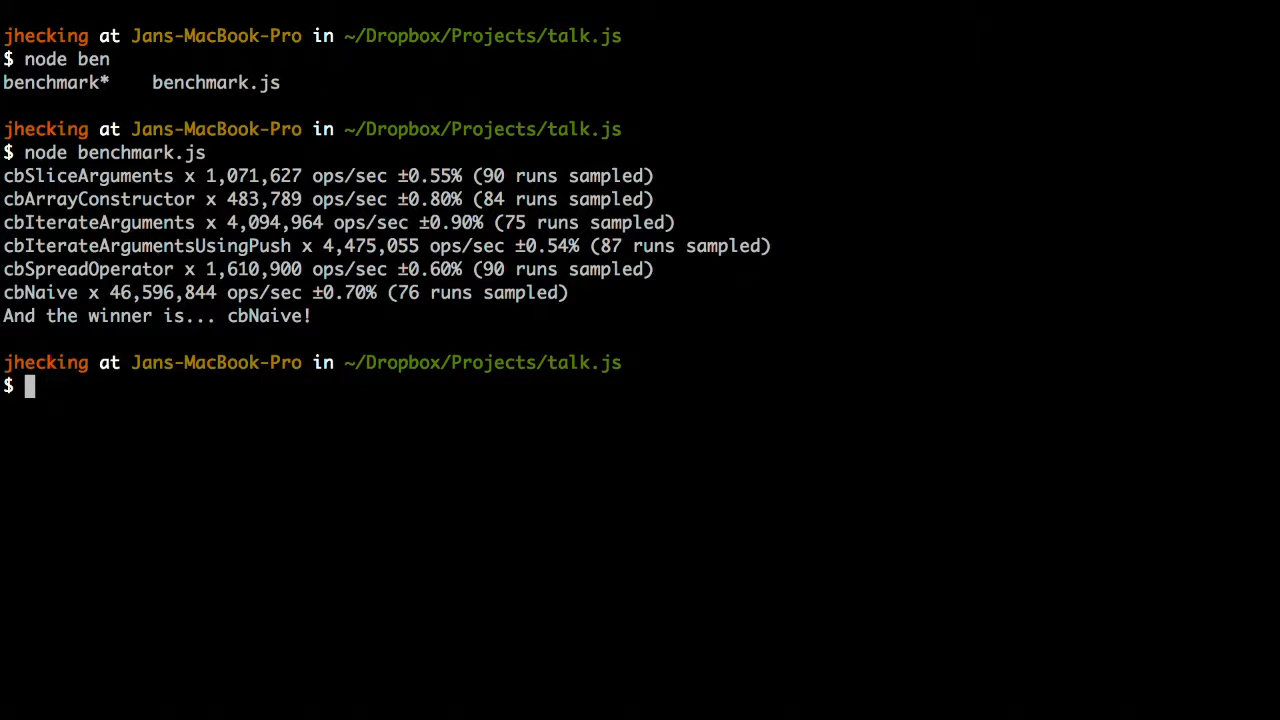 jhecking at Jans-MacBook-Pro in ~/Dropbox/Projects/talk.js
$ node ben
benchmark*    benchmark.js
jhecking at Jans-MacBook-Pro in ~/Dropbox/Projects/talk.js
$ node benchmark.js
cbSliceArguments x 1,071,627 ops/sec ±0.55% (90 runs sampled)
cbArrayConstructor x 483,789 ops/sec ±0.80% (84 runs sampled)
cbIterateArguments x 4,094,964 ops/sec ±0.90% (75 runs sampled)
cbIterateArgumentsUsingPush x 4,475,055 ops/sec ±0.54% (87 runs sampled)
cbSpreadOperator x 1,610,900 ops/sec ±0.60% (90 runs sampled)
cbNaive x 46,596,844 ops/sec ±0.70% (76 runs sampled)
And the winner is... cbNaive!
jhecking at Jans-MacBook-Pro in ~/Dropbox/Projects/talk.js
$